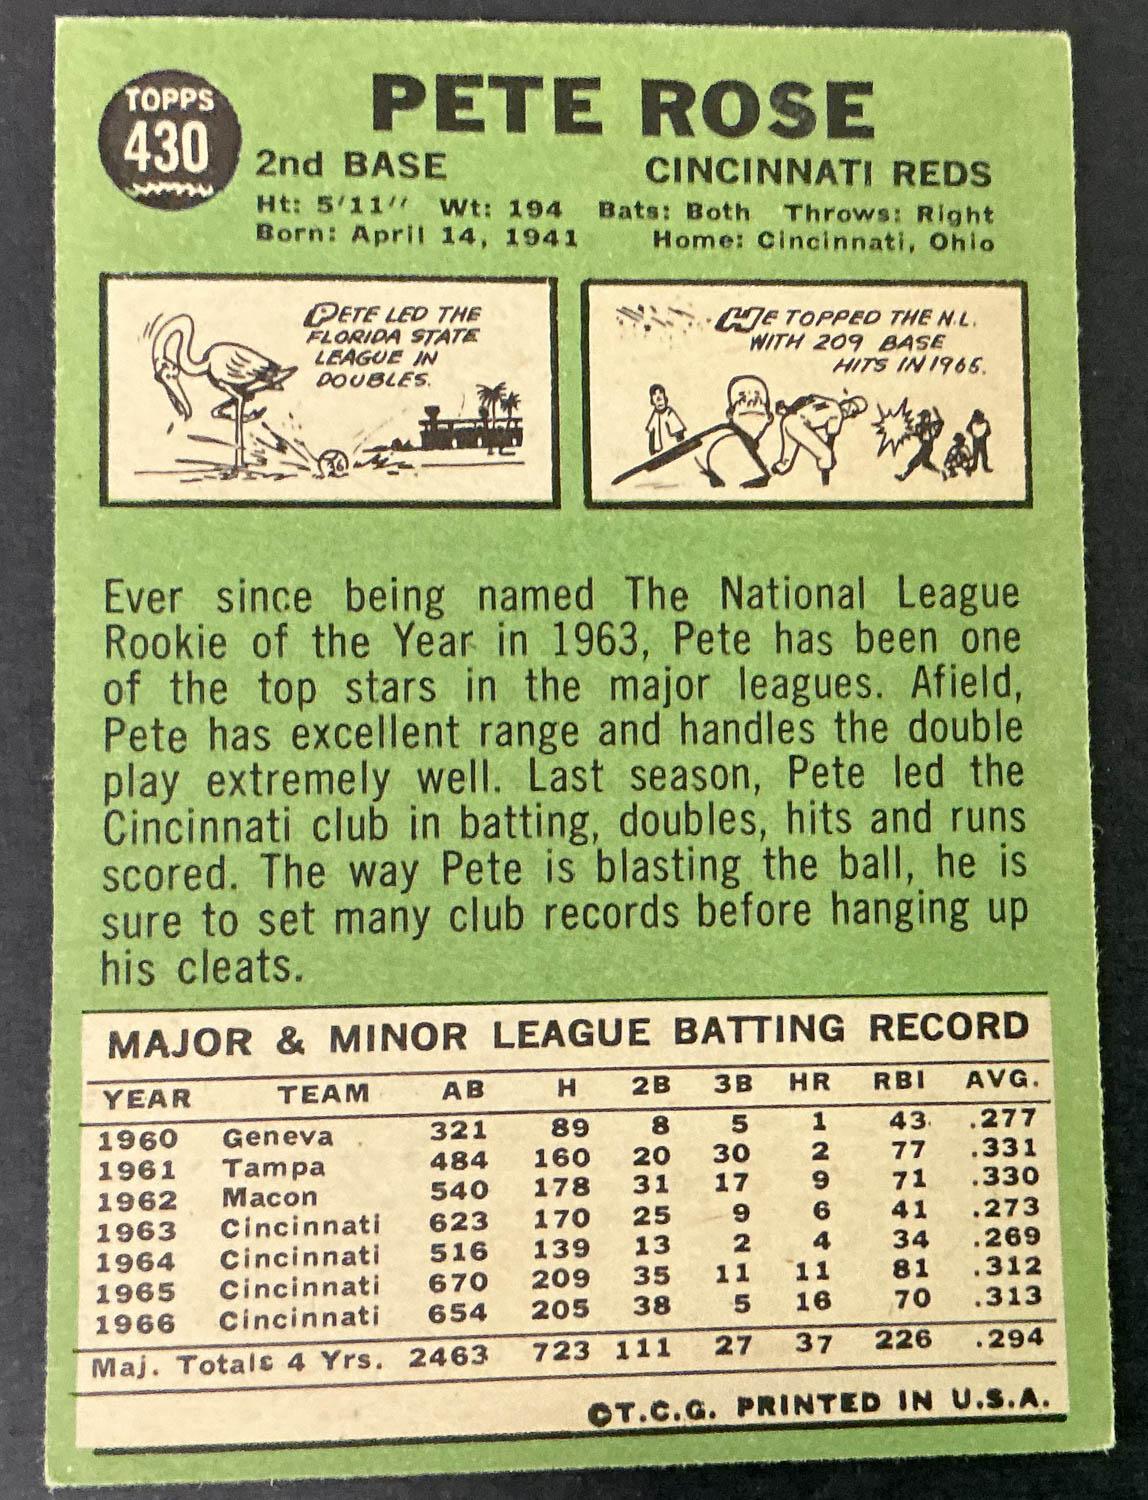 TOPPS
430
PETE ROSE
2nd BASE CINCINNATI REDS
Ht: 5'11" Wt: 194 Bats: Both Throws: Right
Born: April 14, 1941 Home: Cincinnati, Ohio
PETE LED THE
FLORIDA STATE
LEAGUE IN
DOUBLES.
36
HE TOPPED THE N.L.
WITH 209 BASE
HITS IN 1965.
Ever since being named The National League
Rookie of the Year in 1963, Pete has been one
of the top stars in the major leagues. Afield,
Pete has excellent range and handles the double
play extremely well. Last season, Pete led the
Cincinnati club in batting, doubles, hits and runs
scored. The way Pete is blasting the ball, he is
sure to set many club records before hanging up
his cleats.
MAJOR & MINOR LEAGUE BATTING RECORD
YEAR TEAM AB H 2B 3B HR RBI AVG.
1960 Geneva 321 89 8 5 1 43 .277
1961 Tampa 484 160 20 30 2 77 .331
1962 Macon 540 178 31 17 9 71 .330
1963 Cincinnati 623 170 25 9 6 41 .273
1964 Cincinnati 516 139 13 2 4 34 .269
1965 Cincinnati 670 209 35 11 11 81 .312
1966 Cincinnati 654 205 38 5 16 70 .313
Maj. Totals 4 Yrs. 2463 723 111 27 37 226 .294
©T.C.G. PRINTED IN U.S.A.